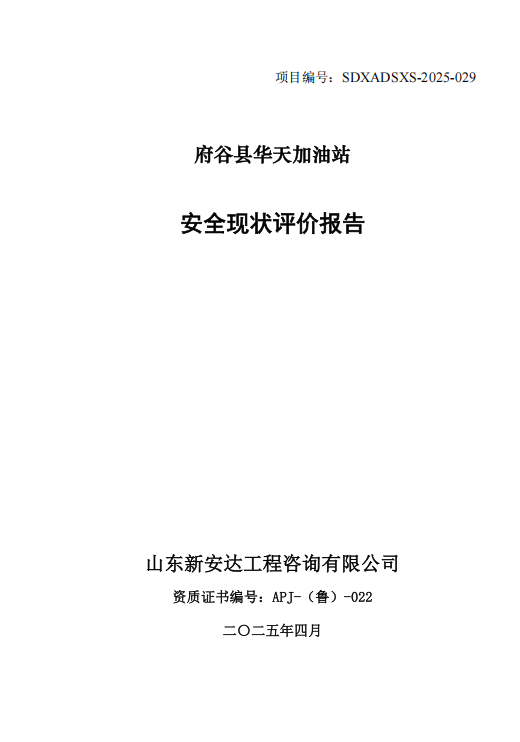 项目编号：SDXADSXS-2025-029
府谷县华天加油站
安全现状评价报告
山东新安达工程咨询有限公司
资质证书编号：APJ-（鲁）-022
二〇二五年四月